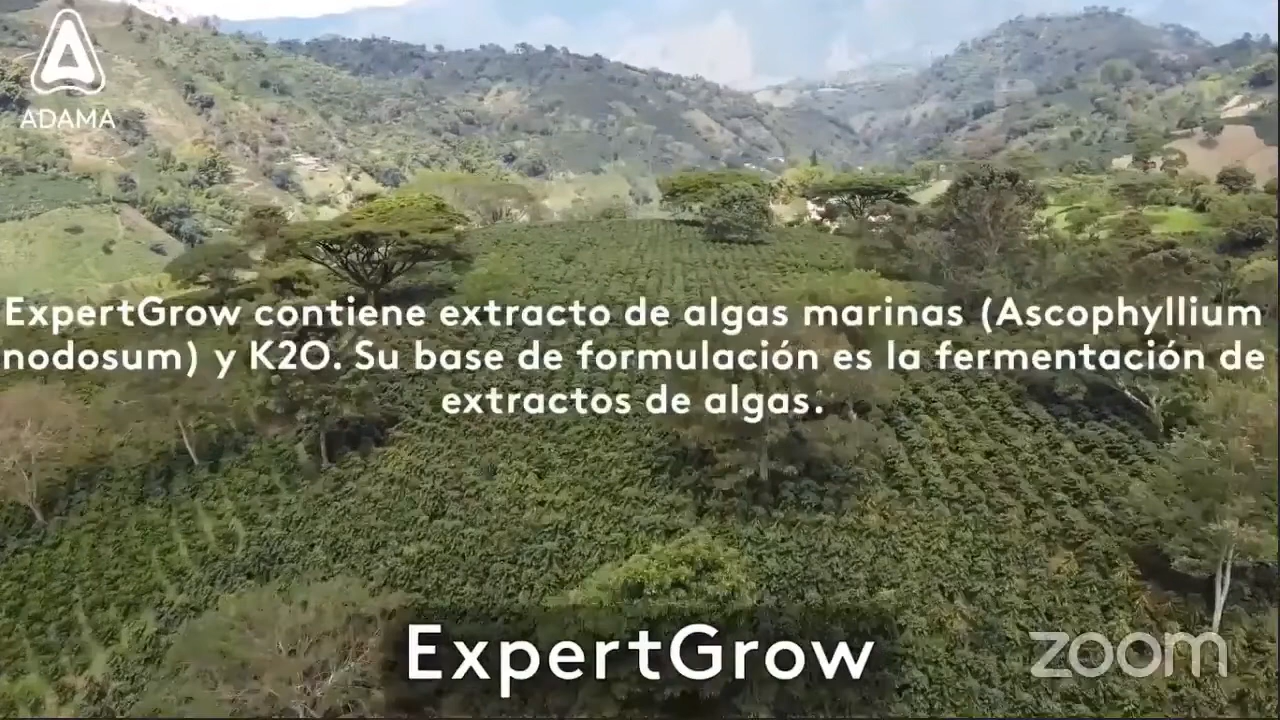 ADAMA
ExpertGrow contiene extracto de algas marinas (Ascophyllium
nodosum) y K2O. Su base de formulación es la fermentación de
extractos de algas.
ExpertGrow
zoom